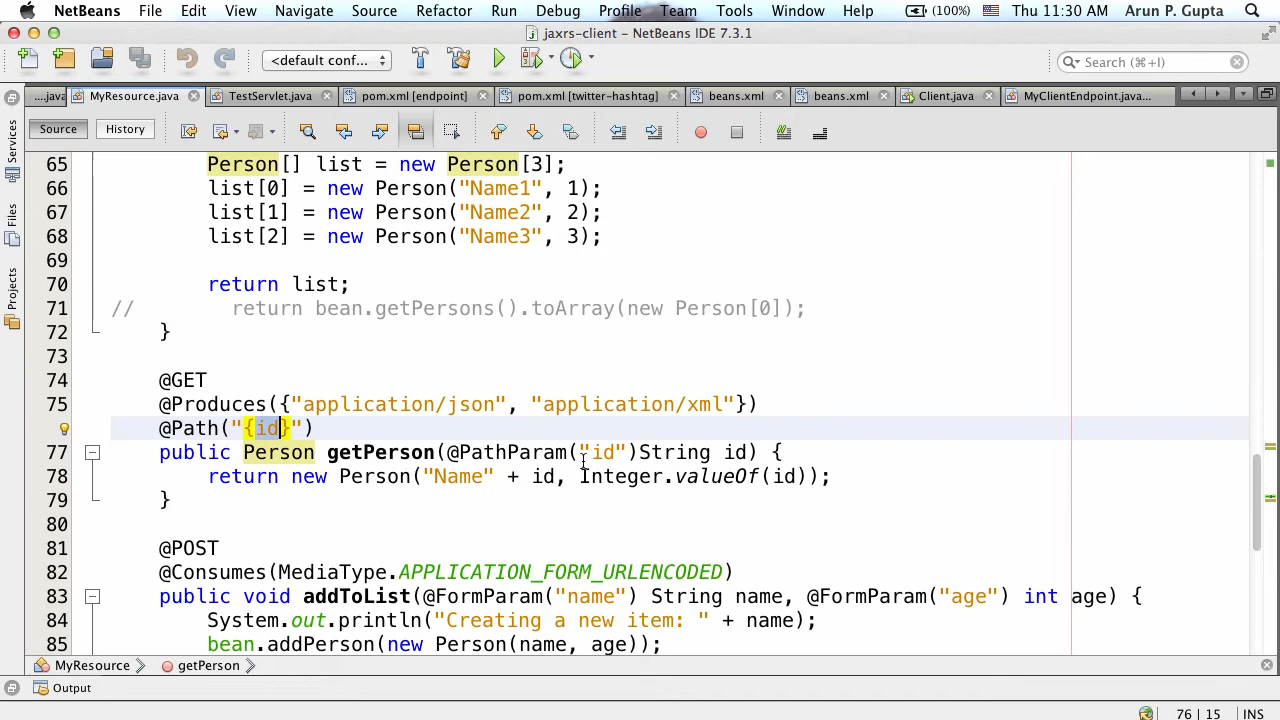 NetBeans File Edit View Navigate Source Refactor Run Debug Profile Team Tools Window Help (100%) Thu 11:30 AM Arun P. Gupta
jaxrs-client - NetBeans IDE 7.3.1
<default conf... Search (⌘+I)
....java MyResource.java TestServlet.java pom.xml [endpoint] pom.xml [twitter-hashtag] beans.xml beans.xml Client.java MyClientEndpoint.java...
Source History
Services
Files
Projects
65 Person[] list = new Person[3];
66 list[0] = new Person("Name1", 1);
67 list[1] = new Person("Name2", 2);
68 list[2] = new Person("Name3", 3);
69
70 return list;
71 // return bean.getPersons().toArray(new Person[0]);
72 }
73
74 @GET
75 @Produces({"application/json", "application/xml"})
@Path("{id}")
77 public Person getPerson(@PathParam("id")String id) {
78 return new Person("Name" + id, Integer.valueOf(id));
79 }
80
81 @POST
82 @Consumes(MediaType.APPLICATION_FORM_URLENCODED)
83 public void addToList(@FormParam("name") String name, @FormParam("age") int age) {
84 System.out.println("Creating a new item: " + name);
85 bean.addPerson(new Person(name, age));
MyResource getPerson
Output
76 | 15 INS